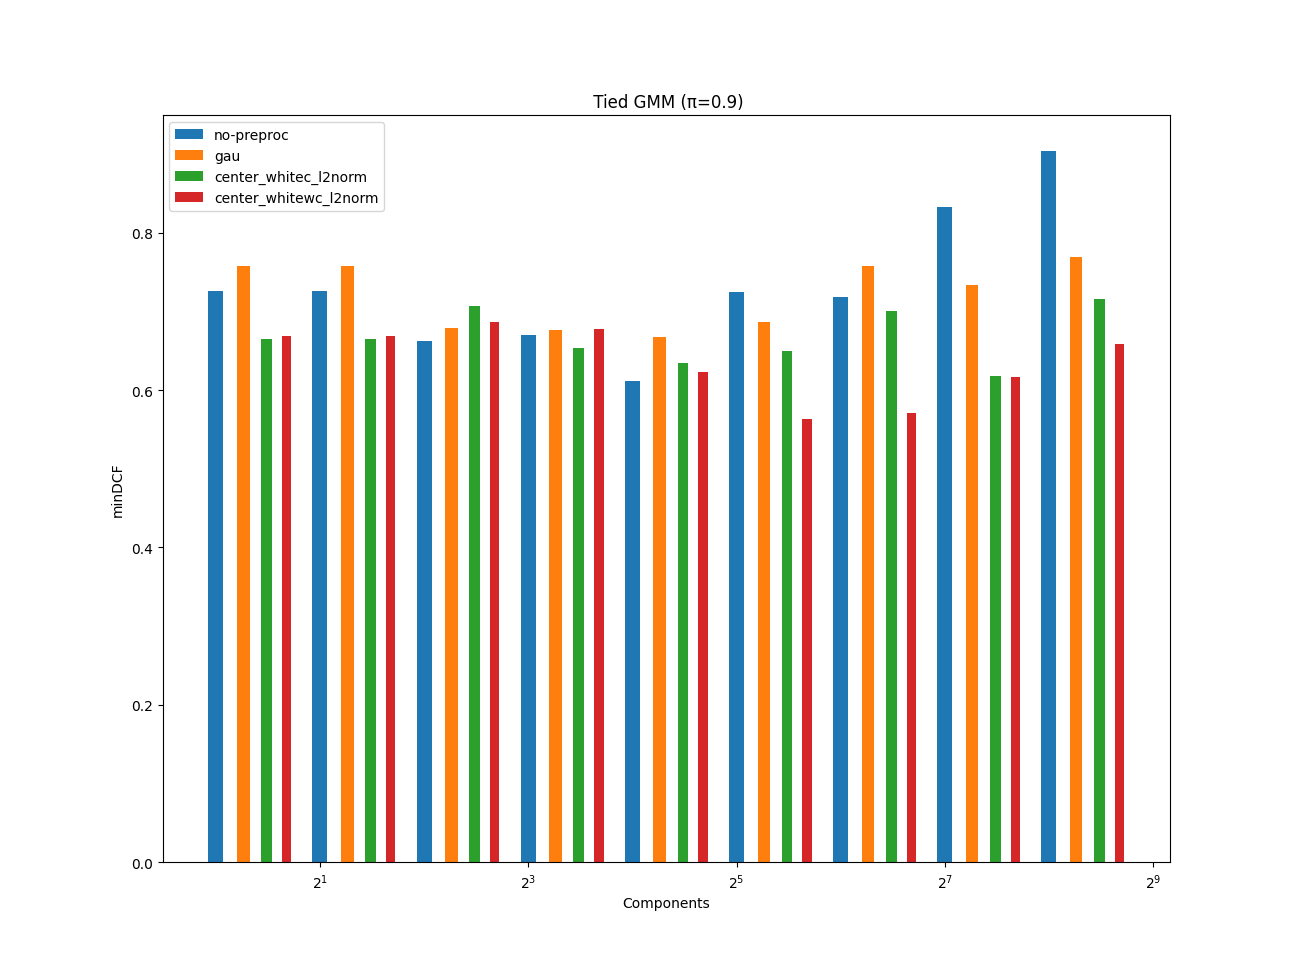 Tied GMM (π=0.9)
no-preproc
gau
center_whitec_l2norm
center_whitewc_l2norm
minDCF
0.8
0.6
0.4
0.2
0.0
2¹ 2³ 2⁵ 2⁷ 2⁹
Components